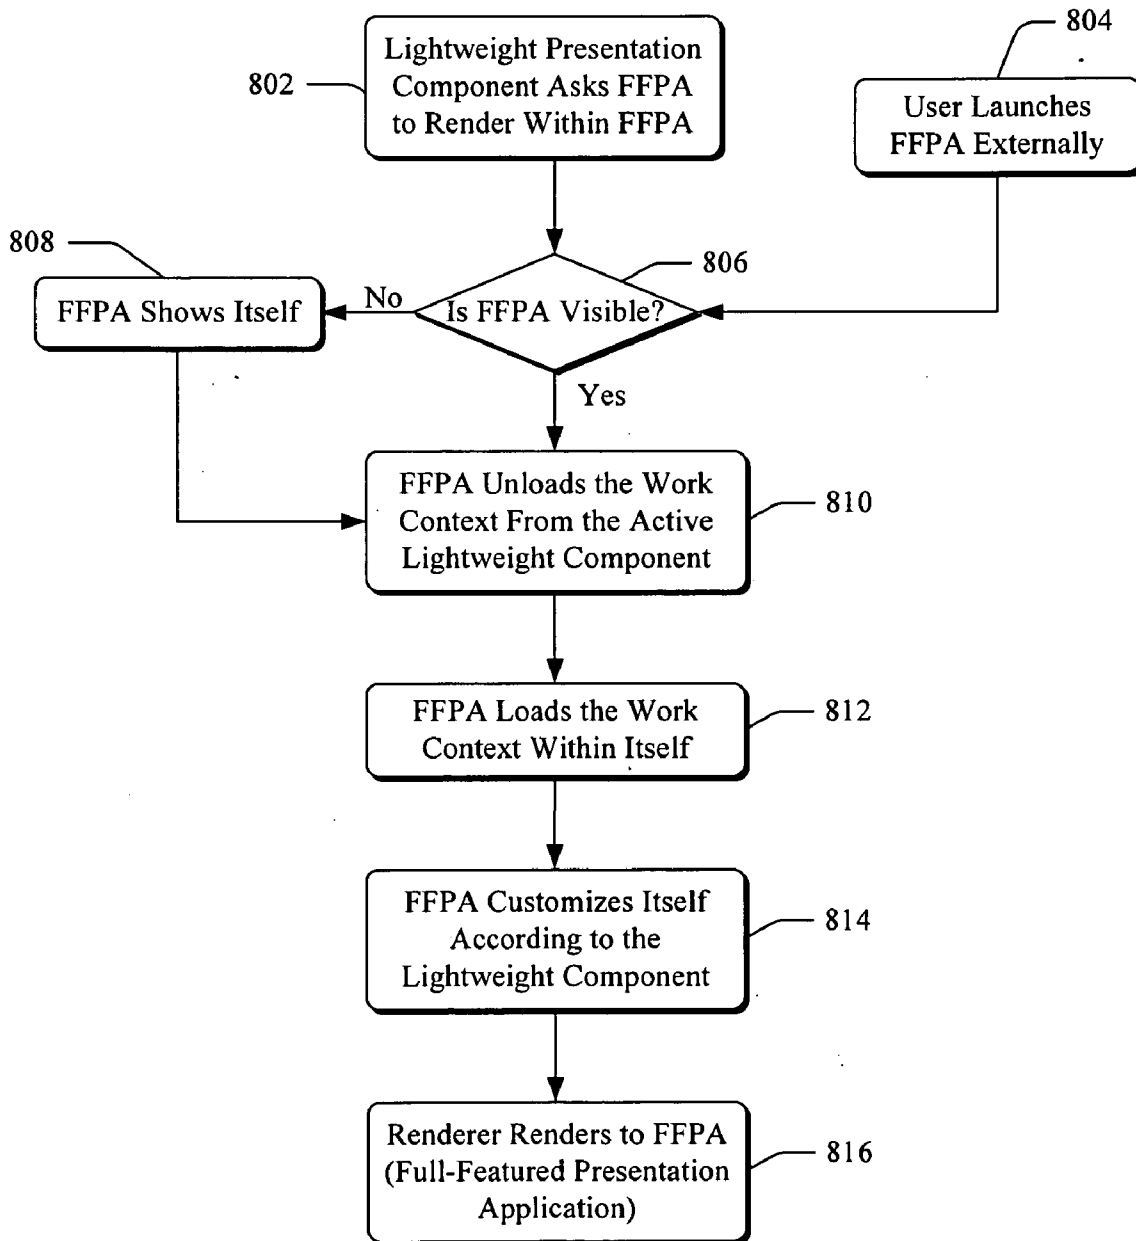 Lightweight Presentation
Component Asks FFPA
to Render Within FFPA
802
804
User Launches
FFPA Externally
808
FFPA Shows Itself
No
Is FFPA Visible?
806
Yes
FFPA Unloads the Work
Context From the Active
Lightweight Component
810
FFPA Loads the Work
Context Within Itself
812
FFPA Customizes Itself
According to the
Lightweight Component
814
Renderer Renders to FFPA
(Full-Featured Presentation
Application)
816